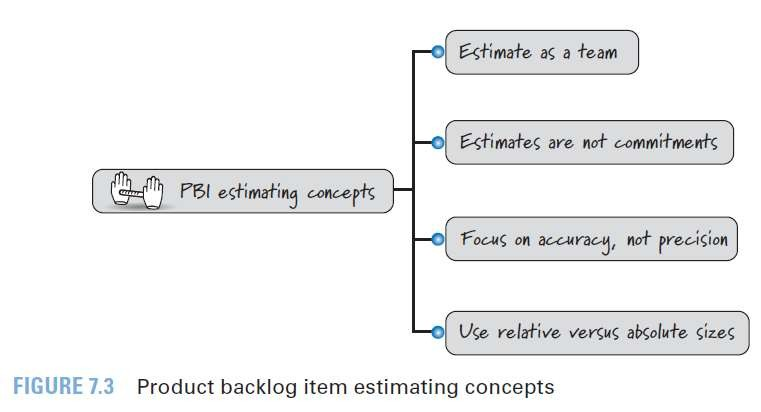 Estimate as a team
Estimates are not commitments
PBI estimating concepts
Focus on accuracy, not precision
Use relative versus absolute sizes
FIGURE 7.3 Product backlog item estimating concepts